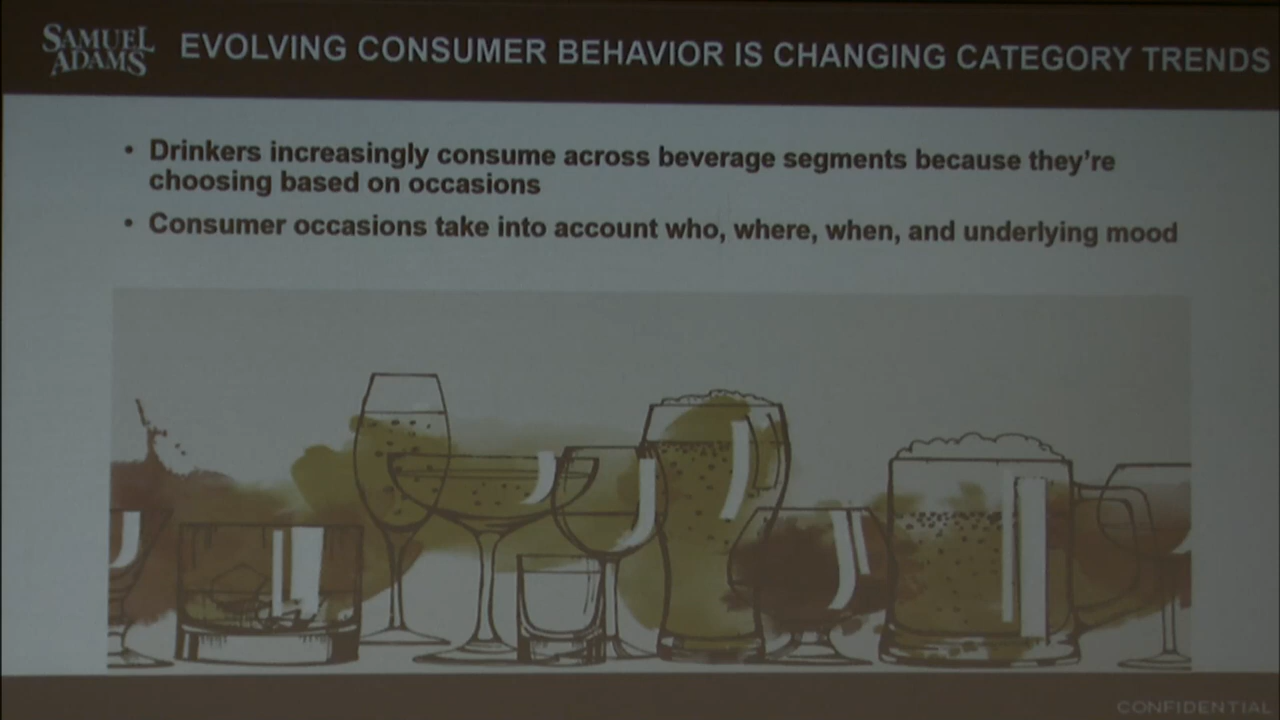 SAMUEL ADAMS
EVOLVING CONSUMER BEHAVIOR IS CHANGING CATEGORY TRENDS
• Drinkers increasingly consume across beverage segments because they're
choosing based on occasions
• Consumer occasions take into account who, where, when, and underlying mood
CONFIDENTIAL